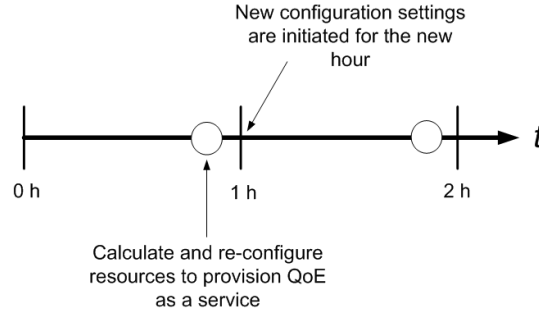 New configuration settings
are initiated for the new
hour
t
0 h
1 h
2 h
Calculate and re-configure
resources to provision QoE
as a service